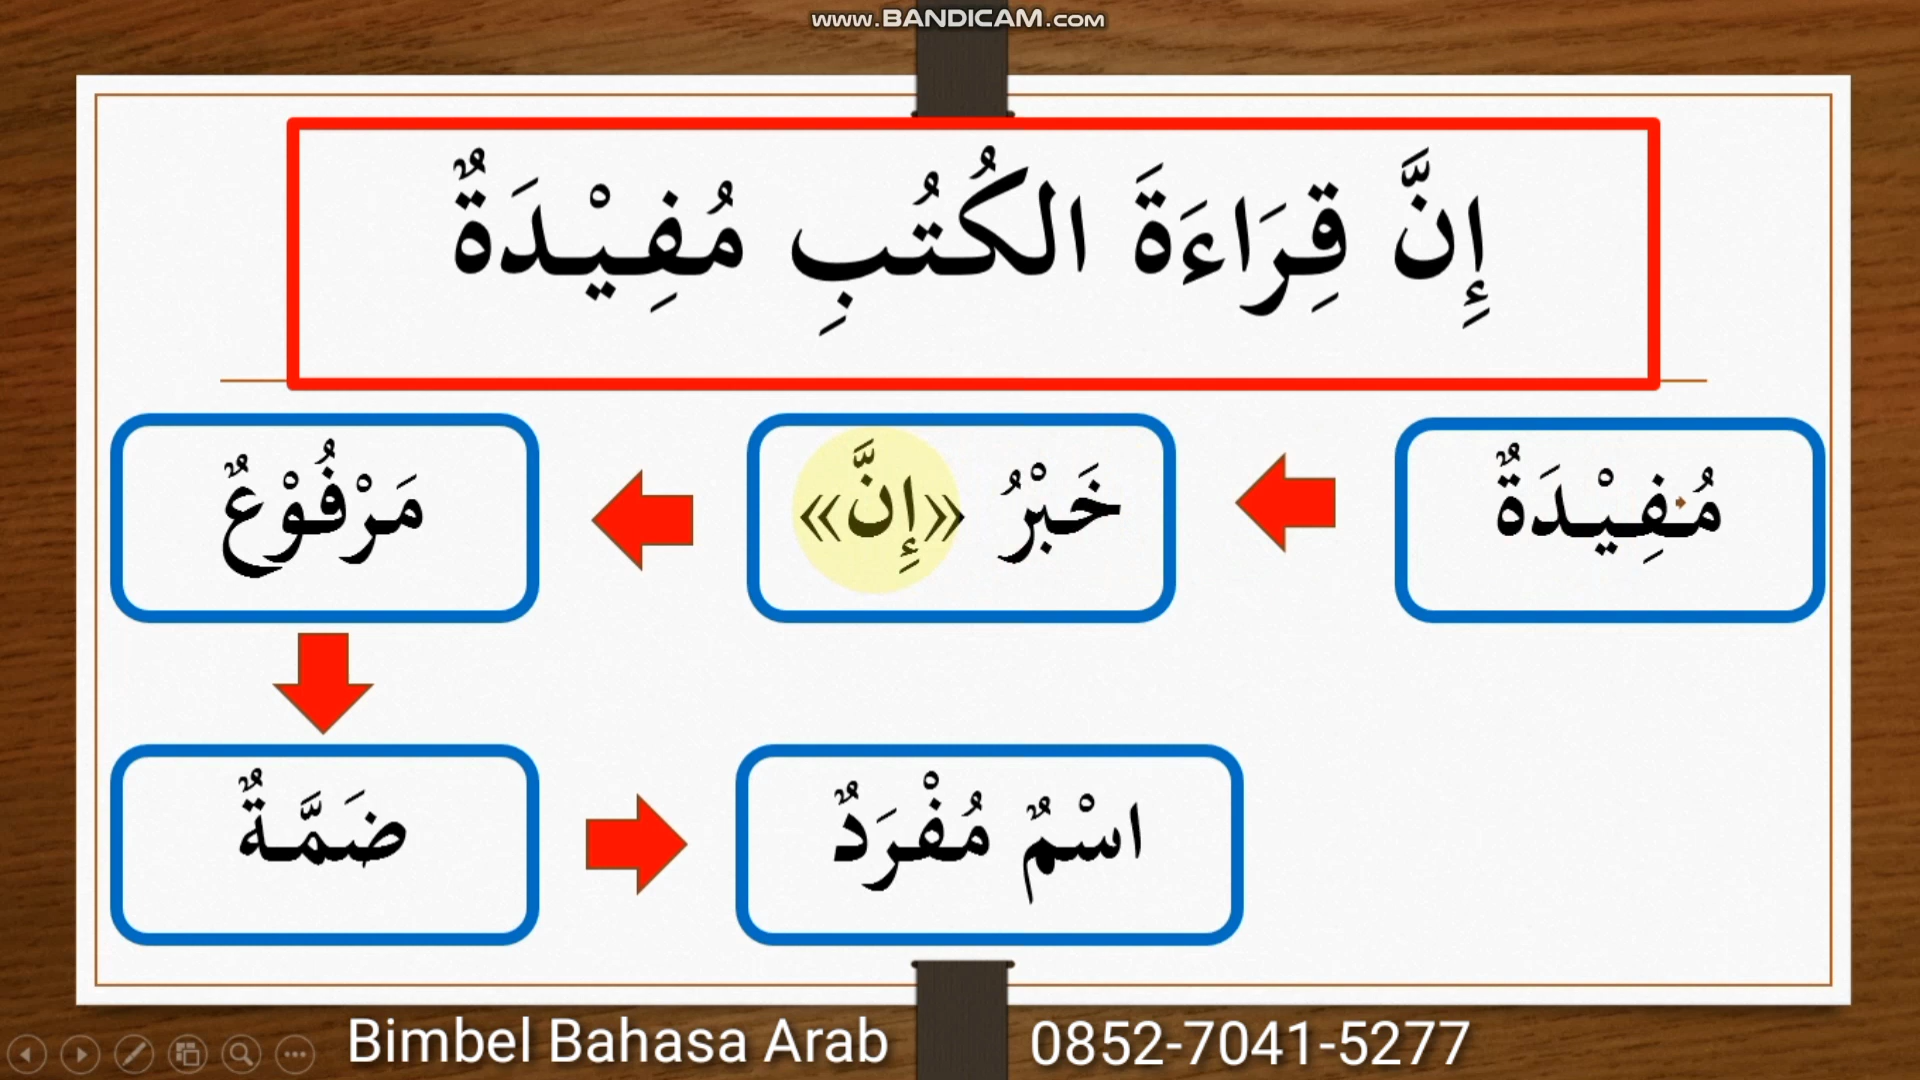 www.BANDICAM.com
إِنَّ قِرَاءَةَ الكُتُبِ مُفِيْدَةٌ
مُفِيْدَةٌ
خَبْرُ «إِنَّ»
مَرْفُوْعٌ
ضَمَّةٌ
اسْمٌ مُفْرَدٌ
Bimbel Bahasa Arab 0852-7041-5277